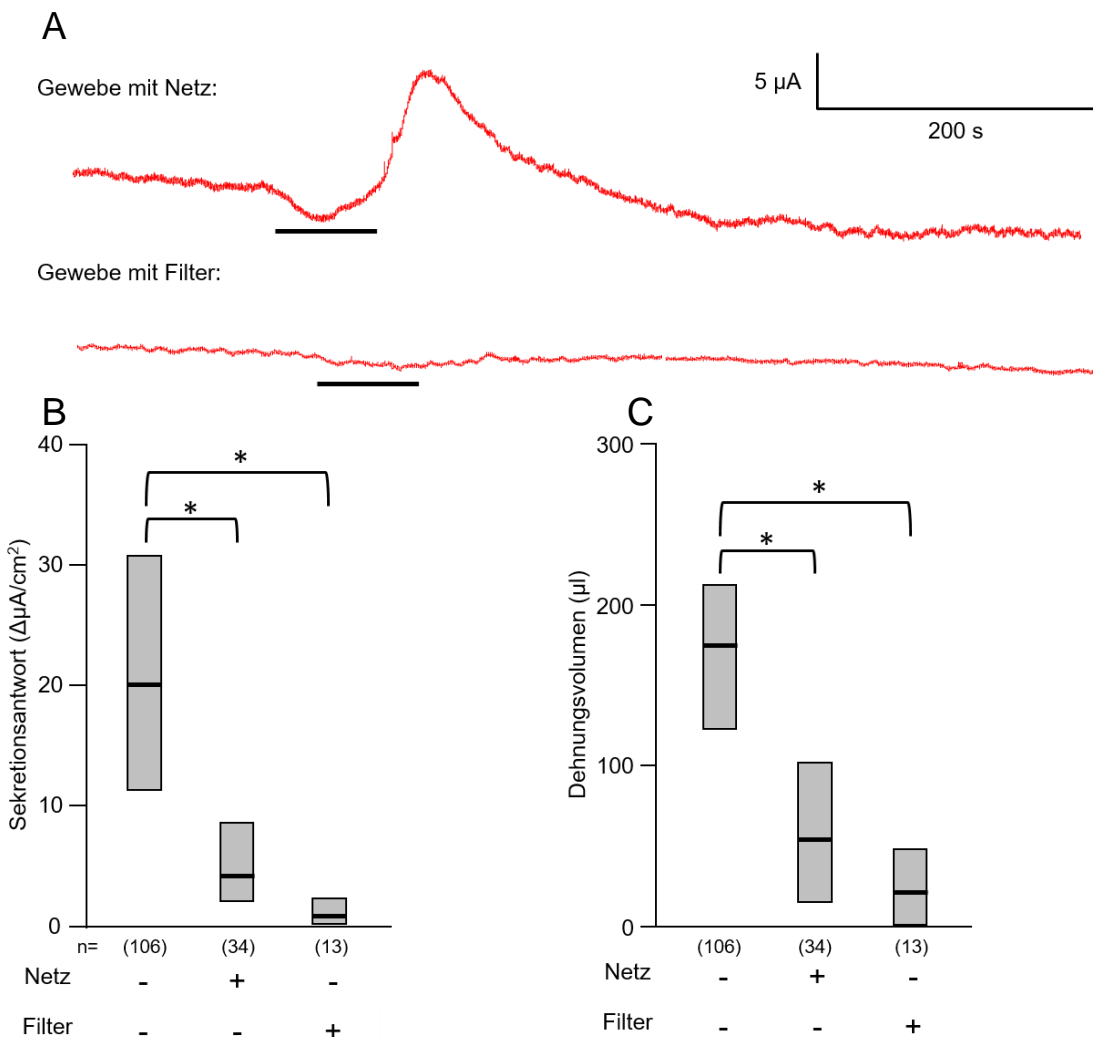 A
Gewebe mit Netz:
5 µA
200 s
Gewebe mit Filter:
B
Sekretionsantwort (ΔµA/cm²)
40
30
20
10
0
*
*
n= (106) (34) (13)
Netz - + -
Filter - - +
C
Dehnungsvolumen (µl)
300
200
100
0
*
*
(106) (34) (13)
Netz - + -
Filter - - +